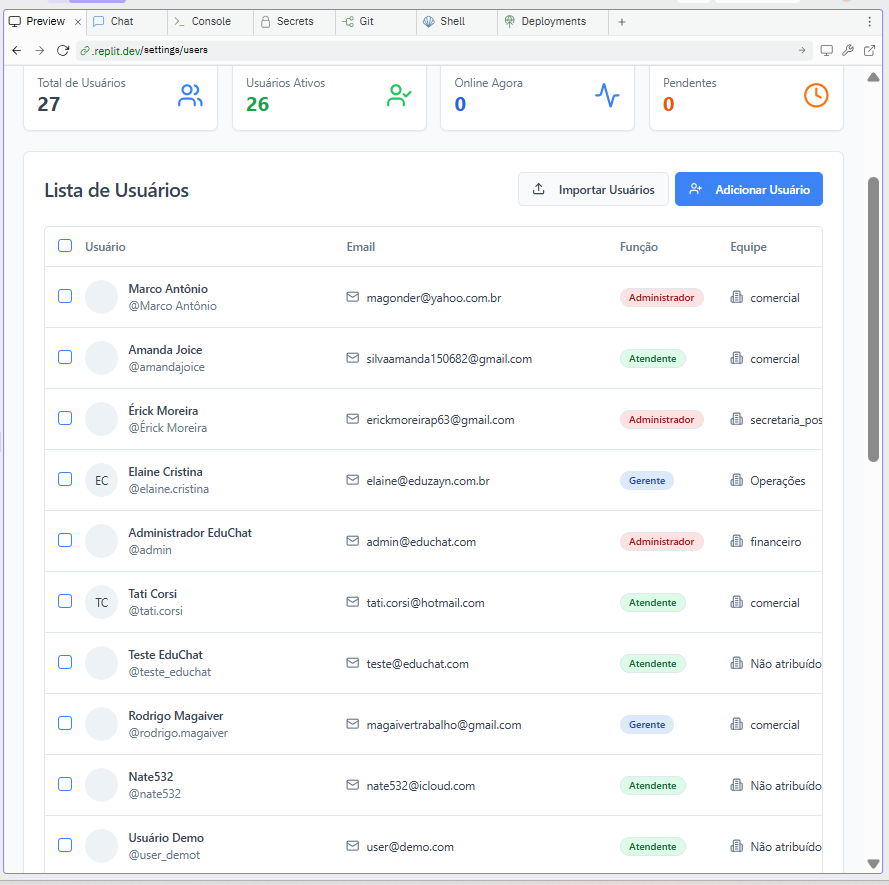 Preview
Chat
Console
Secrets
Git
Shell
Deployments
.replit.dev/settings/users
Total de Usuários
27
Usuários Ativos
26
Online Agora
0
Pendentes
0
Lista de Usuários
Importar Usuários
Adicionar Usuário
Usuário Email Função Equipe
Marco Antônio
@Marco Antônio
magonder@yahoo.com.br
Administrador
comercial
Amanda Joice
@amandajoice
silvaamanda150682@gmail.com
Atendente
comercial
Érick Moreira
@Érick Moreira
erickmoreirap63@gmail.com
Administrador
secretaria_pos
EC
Elaine Cristina
@elaine.cristina
elaine@eduzayn.com.br
Gerente
Operações
Administrador EduChat
@admin
admin@educhat.com
Administrador
financeiro
TC
Tati Corsi
@tati.corsi
tati.corsi@hotmail.com
Atendente
comercial
Teste EduChat
@teste_educhat
teste@educhat.com
Atendente
Não atribuído
Rodrigo Magaiver
@rodrigo.magaiver
magaivertrabalho@gmail.com
Gerente
comercial
Nate532
@nate532
nate532@icloud.com
Atendente
Não atribuído
Usuário Demo
@user_demot
user@demo.com
Atendente
Não atribuído